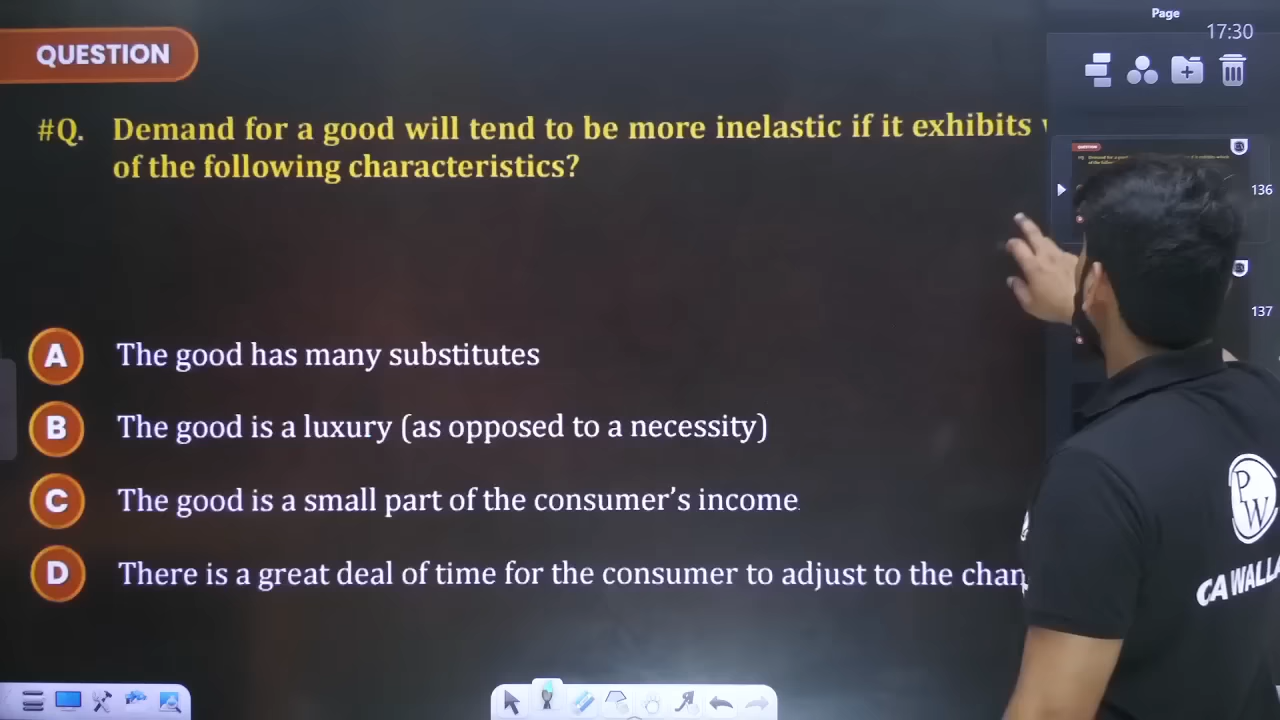 Page
17:30
QUESTION
#Q. Demand for a good will tend to be more inelastic if it exhibits
of the following characteristics?
136
137
A The good has many substitutes
B The good is a luxury (as opposed to a necessity)
C The good is a small part of the consumer's income
D There is a great deal of time for the consumer to adjust to the chan
PW
CA WALLA